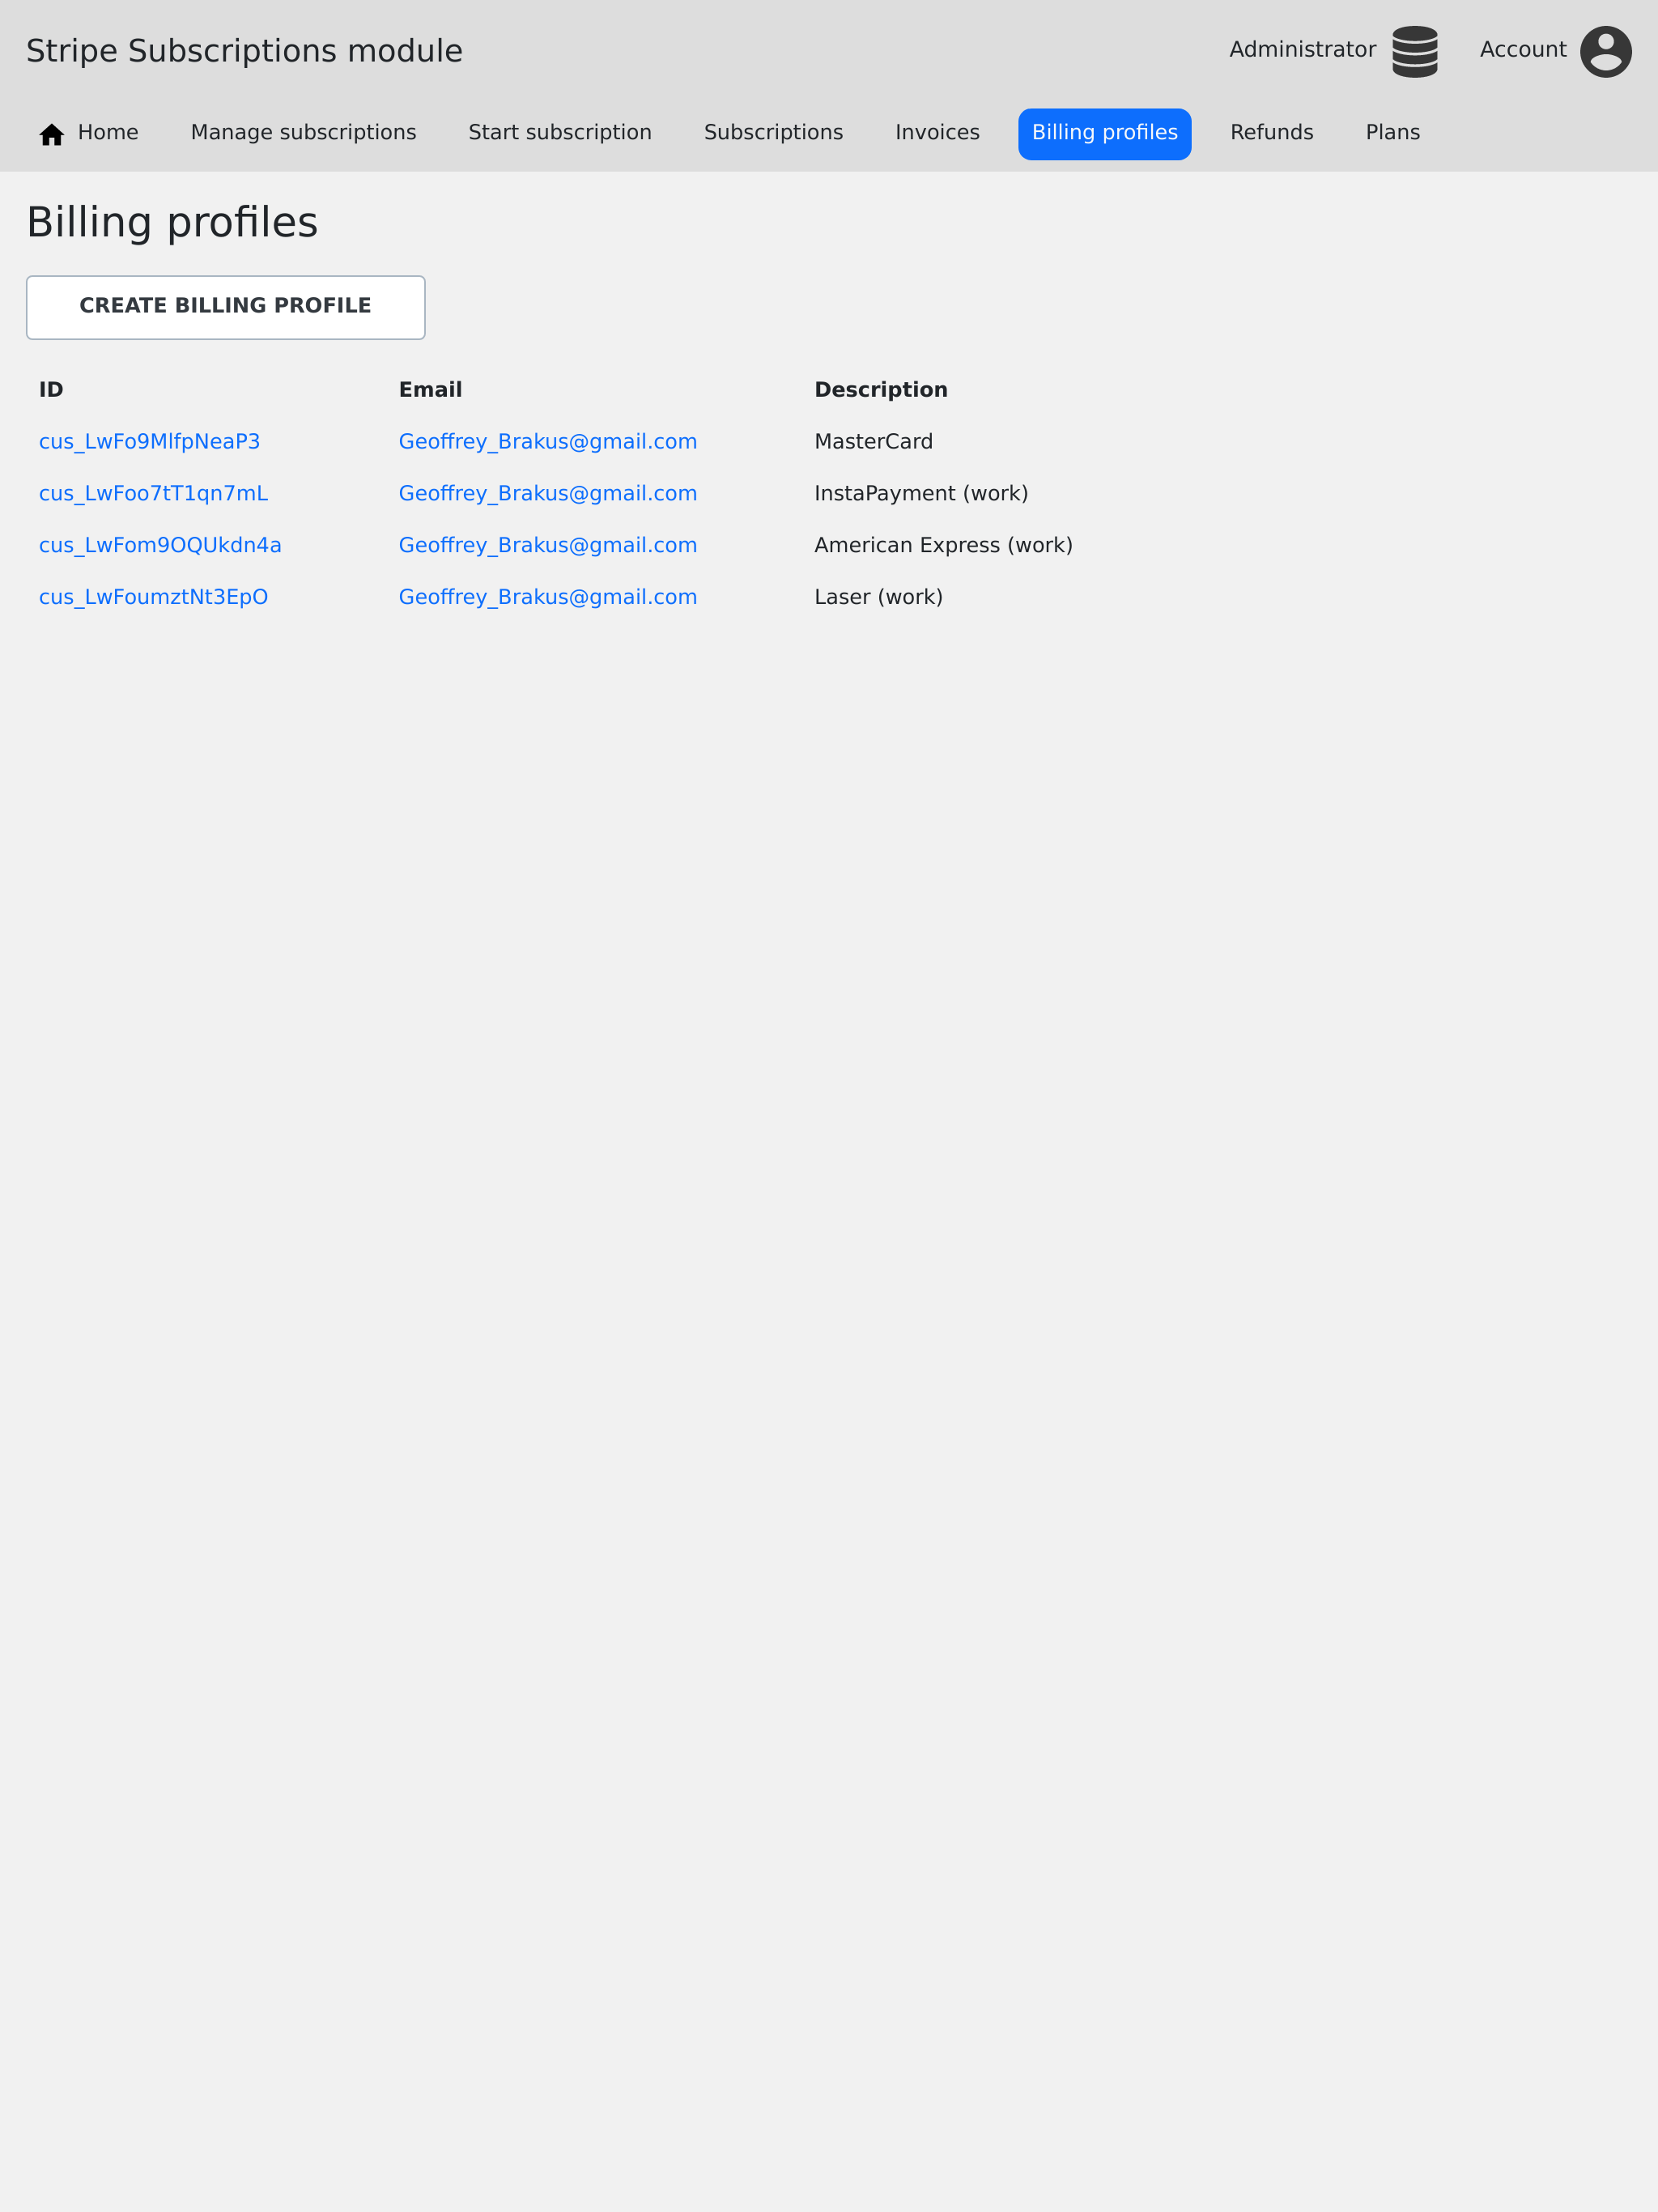 Stripe Subscriptions module
Administrator
Account
Home Manage subscriptions Start subscription Subscriptions Invoices Billing profiles Refunds Plans
Billing profiles
CREATE BILLING PROFILE
ID Email Description
cus_LwFo9MlfpNeaP3 Geoffrey_Brakus@gmail.com MasterCard
cus_LwFoo7tT1qn7mL Geoffrey_Brakus@gmail.com InstaPayment (work)
cus_LwFom9OQUkdn4a Geoffrey_Brakus@gmail.com American Express (work)
cus_LwFoumztNt3EpO Geoffrey_Brakus@gmail.com Laser (work)